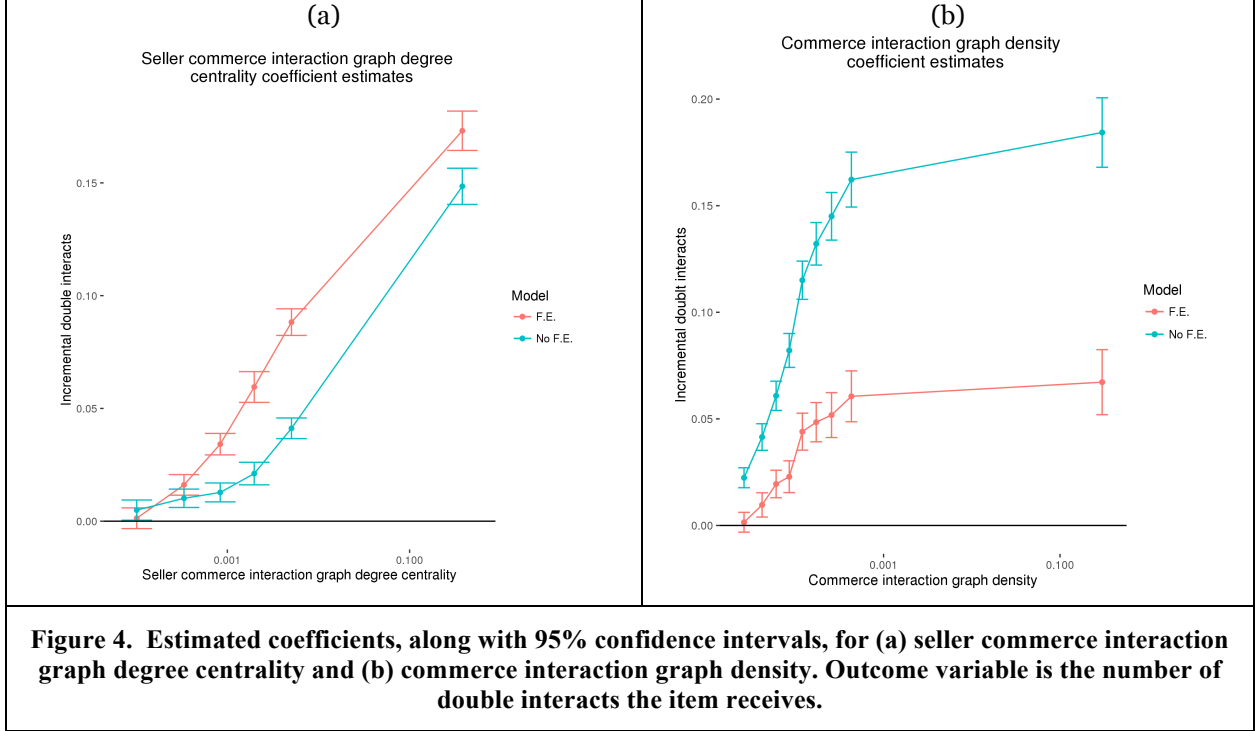 (a)
Seller commerce interaction graph degree
centrality coefficient estimates
Incremental double interacts
0.15
0.10
0.05
0.00
0.001
0.100
Seller commerce interaction graph degree centrality
Model
F.E.
No F.E.
(b)
Commerce interaction graph density
coefficient estimates
Incremental doublt interacts
0.20
0.15
0.10
0.05
0.00
0.001
0.100
Commerce interaction graph density
Model
F.E.
No F.E.
Figure 4. Estimated coefficients, along with 95% confidence intervals, for (a) seller commerce interaction
graph degree centrality and (b) commerce interaction graph density. Outcome variable is the number of
double interacts the item receives.